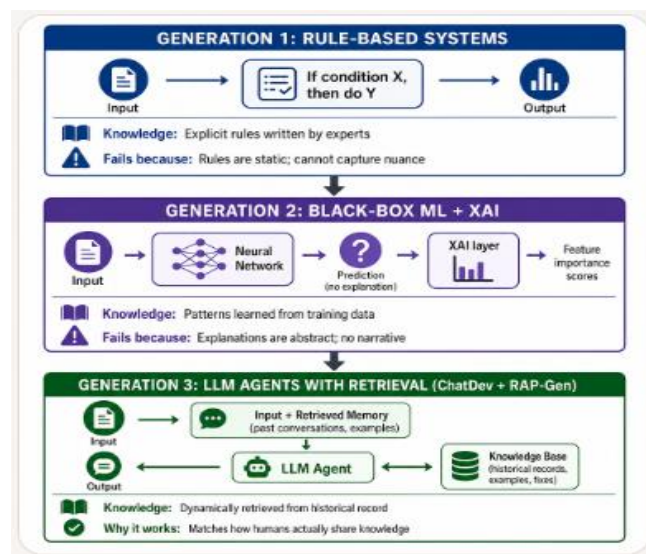 GENERATION 1: RULE-BASED SYSTEMS
If condition X,
then do Y
Input
Output
Knowledge: Explicit rules written by experts
Fails because: Rules are static; cannot capture nuance
GENERATION 2: BLACK-BOX ML + XAI
Input
Neural
Network
?
Prediction
(no explanation)
XAI layer
Feature
importance
scores
Knowledge: Patterns learned from training data
Fails because: Explanations are abstract; no narrative
GENERATION 3: LLM AGENTS WITH RETRIEVAL (ChatDev + RAP-Gen)
Input
Input + Retrieved Memory
(past conversations, examples)
Output
LLM Agent
Knowledge Base
(historical records,
examples, fixes)
Knowledge: Dynamically retrieved from historical record
Why it works: Matches how humans actually share knowledge